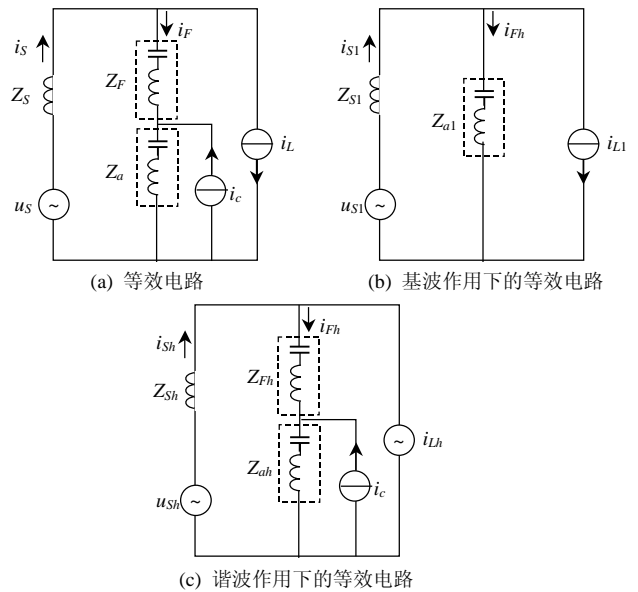 i_S
i_F
Z_S
Z_F
Z_a
u_S
~
i_c
i_L
(a) 等效电路
i_S1
i_Fh
Z_S1
Z_a1
u_S1
~
i_L1
(b) 基波作用下的等效电路
i_Sh
i_Fh
Z_Sh
Z_Fh
Z_ah
u_Sh
~
i_c
~
i_Lh
(c) 谐波作用下的等效电路